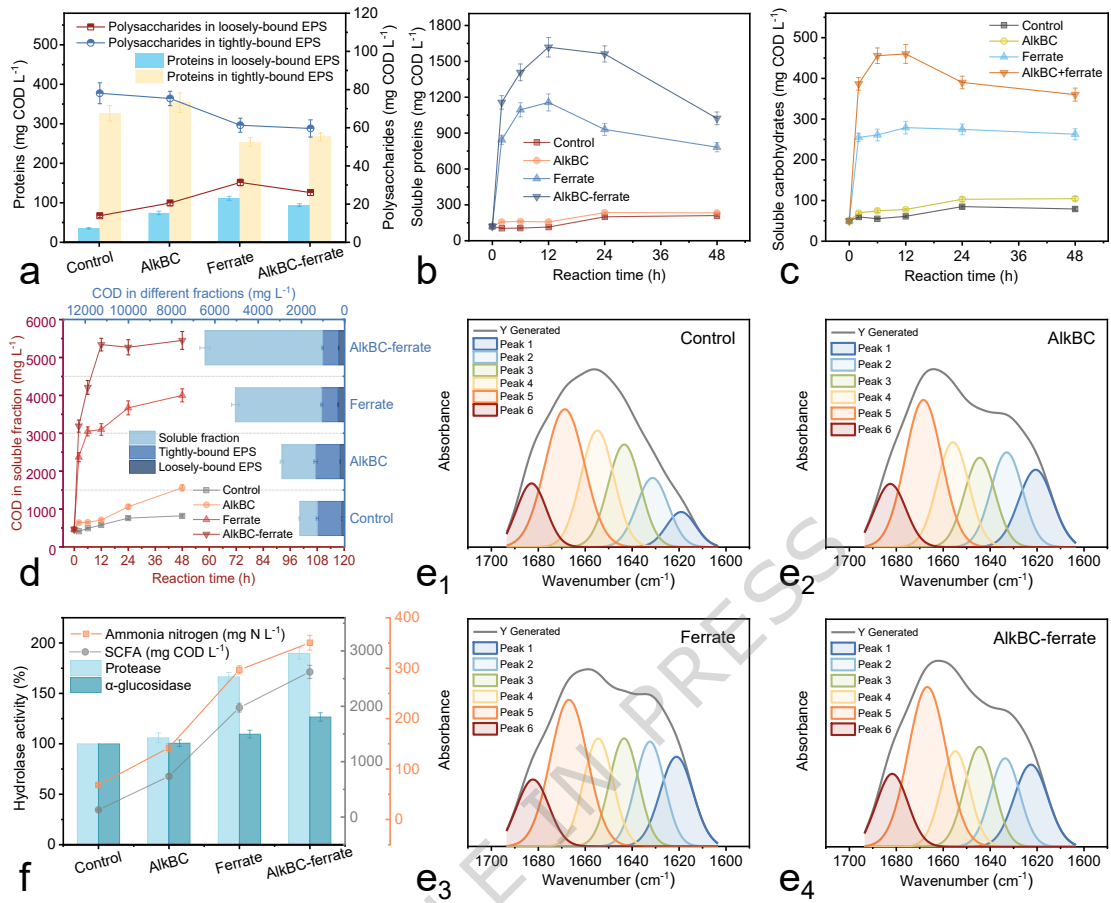 Polysaccharides in loosely-bound EPS
Polysaccharides in tightly-bound EPS
Proteins in loosely-bound EPS
Proteins in tightly-bound EPS
Proteins (mg COD L-1)
500
400
300
200
100
0
Polysaccharides (mg COD L-1)
120
100
80
60
40
20
0
Control
AlkBC
Ferrate
AlkBC-ferrate
a
Soluble proteins (mg COD L-1)
1800
1500
1200
900
600
300
0
Control
AlkBC
Ferrate
AlkBC-ferrate
0 12 24 36 48
Reaction time (h)
b
Soluble carbohydrates (mg COD L-1)
500
400
300
200
100
0
Control
AlkBC
Ferrate
AlkBC+ferrate
0 12 24 36 48
Reaction time (h)
c
COD in different fractions (mg L-1)
12000 10000 8000 6000 4000 2000 0
COD in soluble fraction (mg L-1)
6000
5000
4000
3000
2000
1000
0
AlkBC-ferrate
Ferrate
AlkBC
Control
Soluble fraction
Tightly-bound EPS
Loosely-bound EPS
Control
AlkBC
Ferrate
AlkBC-ferrate
0 12 24 36 48 60 72 84 96 108 120
Reaction time (h)
d
Y Generated
Peak 1
Peak 2
Peak 3
Peak 4
Peak 5
Peak 6
Control
Absorbance
1700 1680 1660 1640 1620 1600
Wavenumber (cm-1)
e1
Y Generated
Peak 1
Peak 2
Peak 3
Peak 4
Peak 5
Peak 6
AlkBC
Absorbance
1700 1680 1660 1640 1620 1600
Wavenumber (cm-1)
e2
Ammonia nitrogen (mg N L-1)
SCFA (mg COD L-1)
Protease
α-glucosidase
Hydrolase activity (%)
200
150
100
50
0
3000
2000
1000
0
400
300
200
100
0
Control
AlkBC
Ferrate
AlkBC-ferrate
f
Y Generated
Peak 1
Peak 2
Peak 3
Peak 4
Peak 5
Peak 6
Ferrate
Absorbance
1700 1680 1660 1640 1620 1600
Wavenumber (cm-1)
e3
Y Generated
Peak 1
Peak 2
Peak 3
Peak 4
Peak 5
Peak 6
AlkBC-ferrate
Absorbance
1700 1680 1660 1640 1620 1600
Wavenumber (cm-1)
e4
E IN PRESS